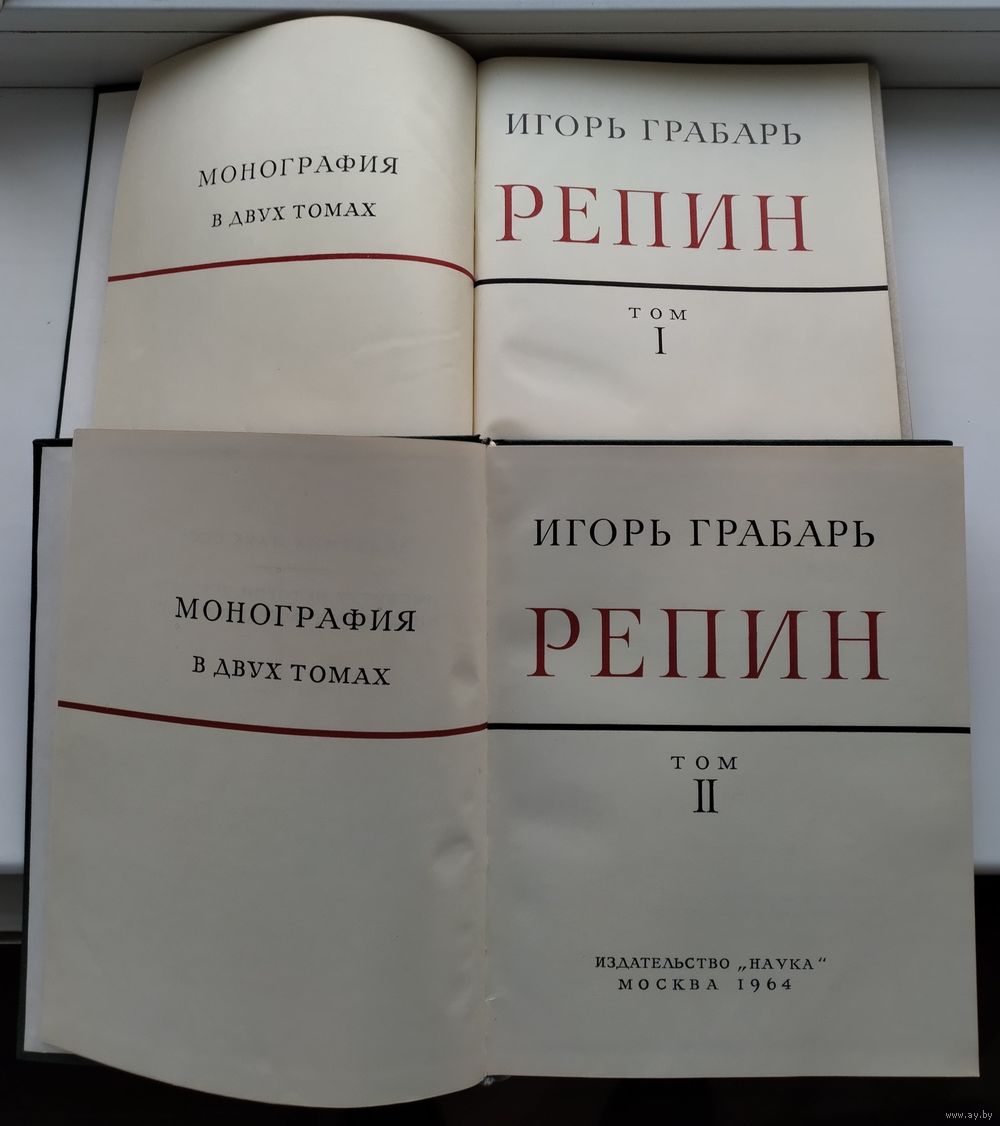 МОНОГРАФИЯ
В ДВУХ ТОМАХ
ИГОРЬ ГРАБАРЬ
РЕПИН
ТОМ
I
МОНОГРАФИЯ
В ДВУХ ТОМАХ
ИГОРЬ ГРАБАРЬ
РЕПИН
ТОМ
II
ИЗДАТЕЛЬСТВО „НАУКА“
МОСКВА 1964
www.ay.by